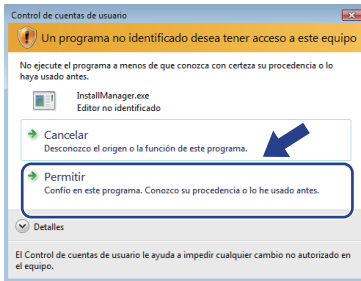 Control de cuentas de usuario
Un programa no identificado desea tener acceso a este equipo
No ejecute el programa a menos de que conozca con certeza su procedencia o lo
haya usado antes.
InstallManager.exe
Editor no identificado
Cancelar
Desconozco el origen o la función de este programa.
Permitir
Confío en este programa. Conozco su procedencia o lo he usado antes.
Detalles
El Control de cuentas de usuario le ayuda a impedir cualquier cambio no autorizado en
el equipo.